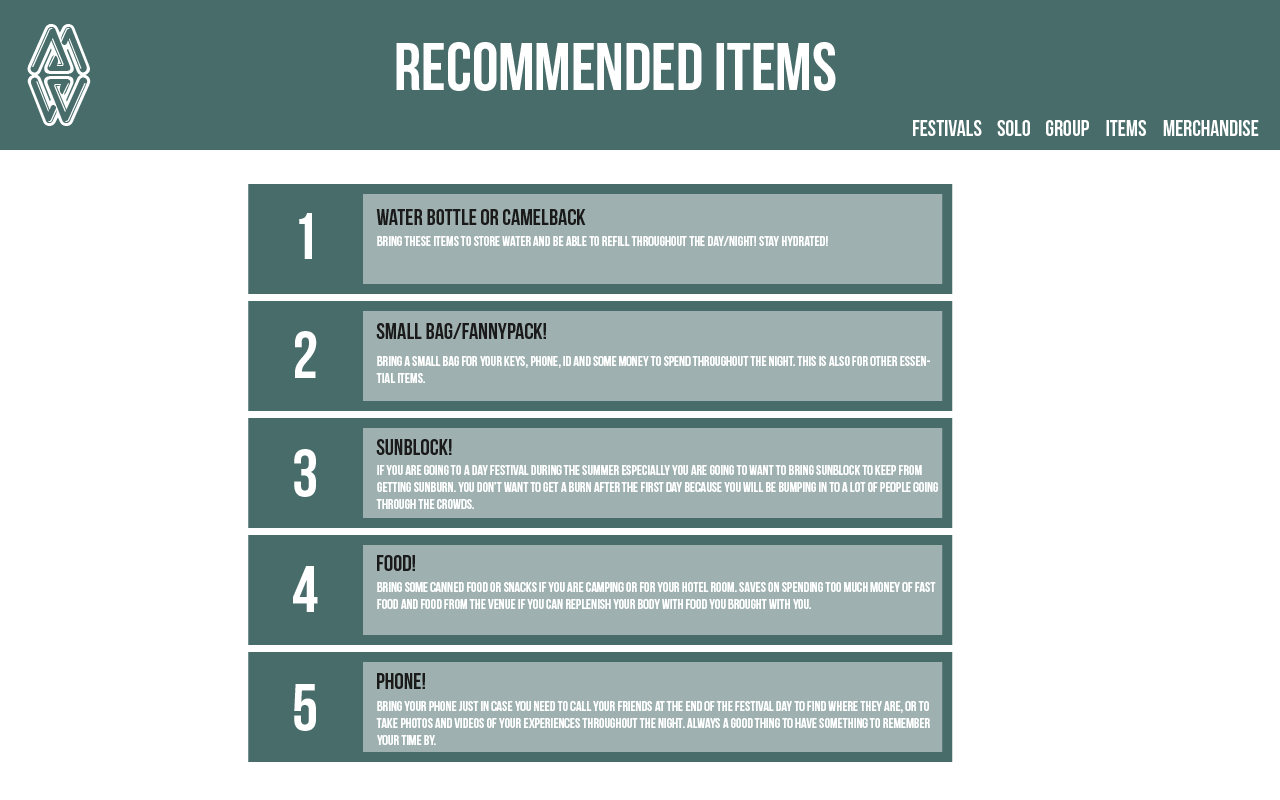 RECOMMENDED ITEMS
FESTIVALS SOLO GROUP ITEMS MERCHANDISE
1
WATER BOTTLE OR CAMELBACK
BRING THESE ITEMS TO STORE WATER AND BE ABLE TO REFILL THROUGHOUT THE DAY/NIGHT! STAY HYDRATED!
2
SMALL BAG/FANNYPACK!
BRING A SMALL BAG FOR YOUR KEYS, PHONE, ID AND SOME MONEY TO SPEND THROUGHOUT THE NIGHT. THIS IS ALSO FOR OTHER ESSEN-
TIAL ITEMS.
3
SUNBLOCK!
IF YOU ARE GOING TO A DAY FESTIVAL DURING THE SUMMER ESPECIALLY YOU ARE GOING TO WANT TO BRING SUNBLOCK TO KEEP FROM
GETTING SUNBURN. YOU DON'T WANT TO GET A BURN AFTER THE FIRST DAY BECAUSE YOU WILL BE BUMPING IN TO A LOT OF PEOPLE GOING
THROUGH THE CROWDS.
4
FOOD!
BRING SOME CANNED FOOD OR SNACKS IF YOU ARE CAMPING OR FOR YOUR HOTEL ROOM. SAVES ON SPENDING TOO MUCH MONEY OF FAST
FOOD AND FOOD FROM THE VENUE IF YOU CAN REPLENISH YOUR BODY WITH FOOD YOU BROUGHT WITH YOU.
5
PHONE!
BRING YOUR PHONE JUST IN CASE YOU NEED TO CALL YOUR FRIENDS AT THE END OF THE FESTIVAL DAY TO FIND WHERE THEY ARE, OR TO
TAKE PHOTOS AND VIDEOS OF YOUR EXPERIENCES THROUGHOUT THE NIGHT. ALWAYS A GOOD THING TO HAVE SOMETHING TO REMEMBER
YOUR TIME BY.